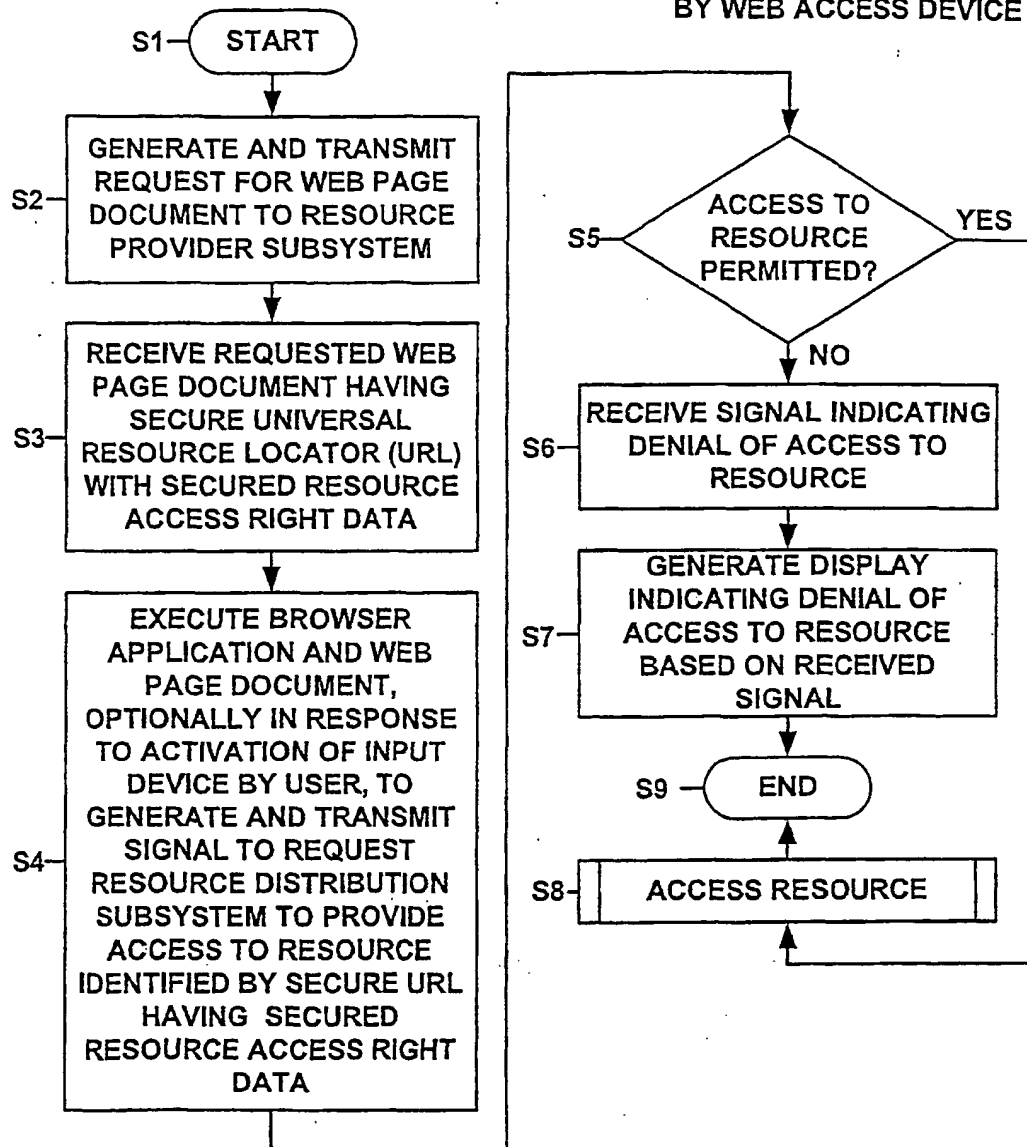 BY WEB ACCESS DEVICE
S1
START
S2
GENERATE AND TRANSMIT
REQUEST FOR WEB PAGE
DOCUMENT TO RESOURCE
PROVIDER SUBSYSTEM
S3
RECEIVE REQUESTED WEB
PAGE DOCUMENT HAVING
SECURE UNIVERSAL
RESOURCE LOCATOR (URL)
WITH SECURED RESOURCE
ACCESS RIGHT DATA
S4
EXECUTE BROWSER
APPLICATION AND WEB
PAGE DOCUMENT,
OPTIONALLY IN RESPONSE
TO ACTIVATION OF INPUT
DEVICE BY USER, TO
GENERATE AND TRANSMIT
SIGNAL TO REQUEST
RESOURCE DISTRIBUTION
SUBSYSTEM TO PROVIDE
ACCESS TO RESOURCE
IDENTIFIED BY SECURE URL
HAVING SECURED
RESOURCE ACCESS RIGHT
DATA
S5
ACCESS TO
RESOURCE
PERMITTED?
YES
NO
S6
RECEIVE SIGNAL INDICATING
DENIAL OF ACCESS TO
RESOURCE
S7
GENERATE DISPLAY
INDICATING DENIAL OF
ACCESS TO RESOURCE
BASED ON RECEIVED
SIGNAL
S9
END
S8
ACCESS RESOURCE